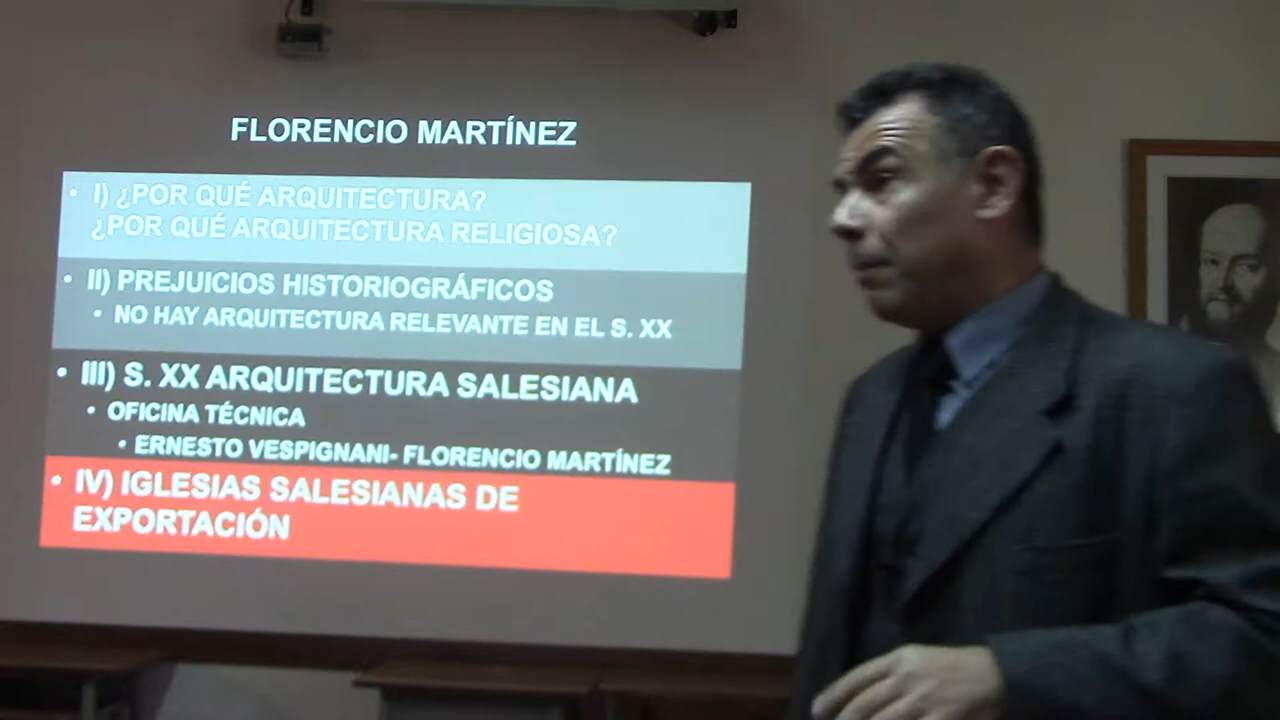 FLORENCIO MARTÍNEZ
• I) ¿POR QUÉ ARQUITECTURA?
¿POR QUÉ ARQUITECTURA RELIGIOSA?
• II) PREJUICIOS HISTORIOGRÁFICOS
• NO HAY ARQUITECTURA RELEVANTE EN EL S. XX
• III) S. XX ARQUITECTURA SALESIANA
• OFICINA TÉCNICA
• ERNESTO VESPIGNANI- FLORENCIO MARTÍNEZ
• IV) IGLESIAS SALESIANAS DE
EXPORTACIÓN